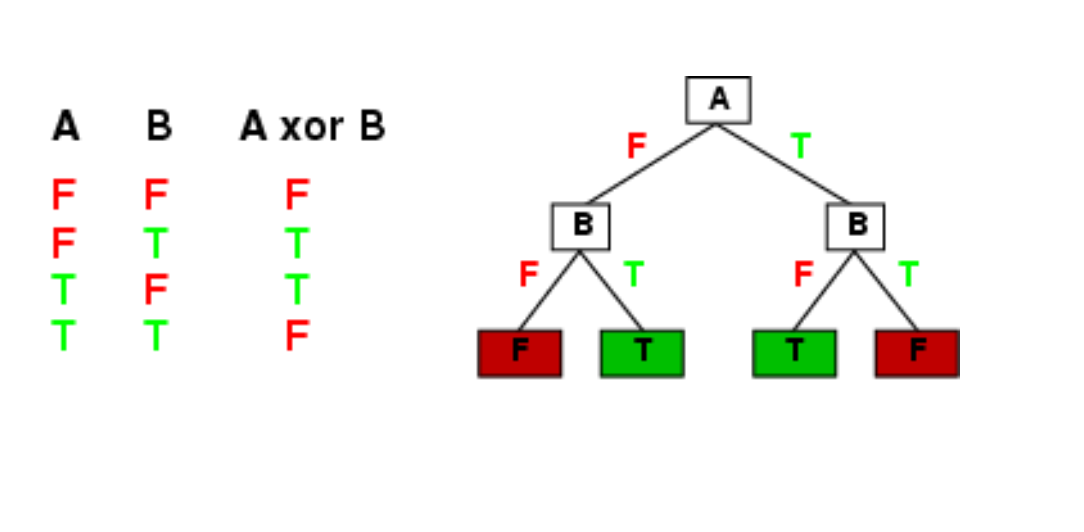 A B A xor B
F F F
F T T
T F T
T T F
A
F T
B B
F T F T
F T T F